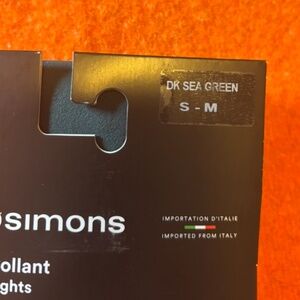 DK SEA GREEN
S - M
simons
IMPORTATION D'ITALIE
IMPORTED FROM ITALY
ollant
ghts